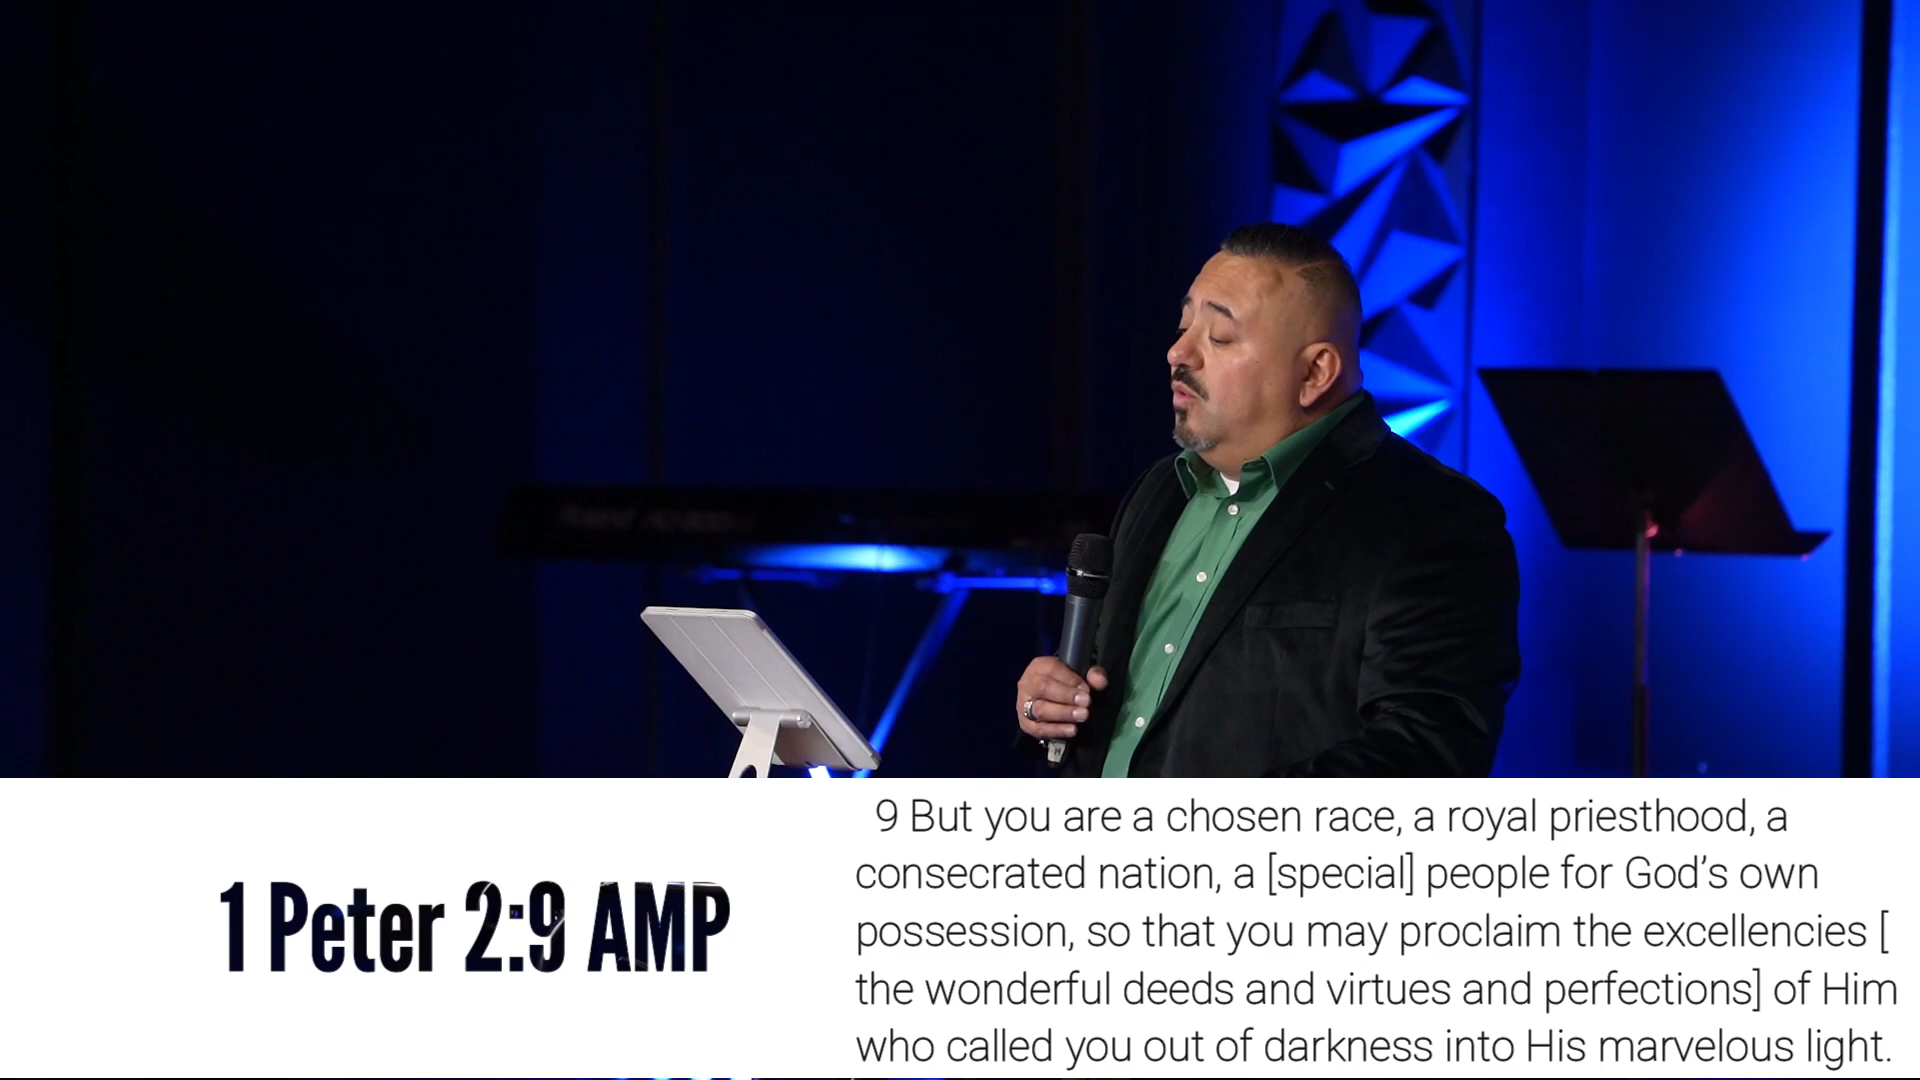 1 Peter 2:9 AMP
9 But you are a chosen race, a royal priesthood, a
consecrated nation, a [special] people for God’s own
possession, so that you may proclaim the excellencies [
the wonderful deeds and virtues and perfections] of Him
who called you out of darkness into His marvelous light.